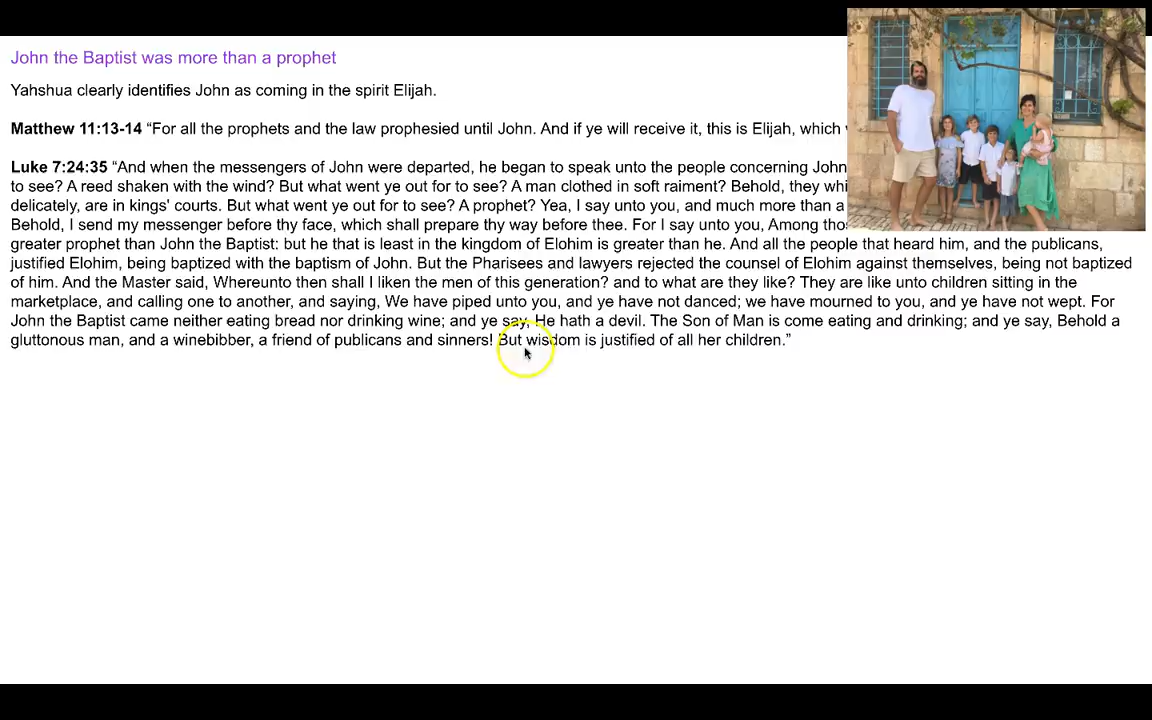 John the Baptist was more than a prophet
Yahshua clearly identifies John as coming in the spirit Elijah.
Matthew 11:13-14 “For all the prophets and the law prophesied until John. And if ye will receive it, this is Elijah, which
Luke 7:24:35 “And when the messengers of John were departed, he began to speak unto the people concerning John
to see? A reed shaken with the wind? But what went ye out for to see? A man clothed in soft raiment? Behold, they
delicately, are in kings' courts. But what went ye out for to see? A prophet? Yea, I say unto you, and much more than a
Behold, I send my messenger before thy face, which shall prepare thy way before thee. For I say unto you, Among
greater prophet than John the Baptist: but he that is least in the kingdom of Elohim is greater than he. And all the people that heard him, and the publicans,
justified Elohim, being baptized with the baptism of John. But the Pharisees and lawyers rejected the counsel of Elohim against themselves, being not baptized
of him. And the Master said, Whereunto then shall I liken the men of this generation? and to what are they like? They are like unto children sitting in the
marketplace, and calling one to another, and saying, We have piped unto you, and ye have not danced; we have mourned to you, and ye have not wept. For
John the Baptist came neither eating bread nor drinking wine; and ye He hath a devil. The Son of Man is come eating and drinking; and ye say, Behold a
gluttonous man, and a winebibber, a friend of publicans and sinners! is justified of all her children.”